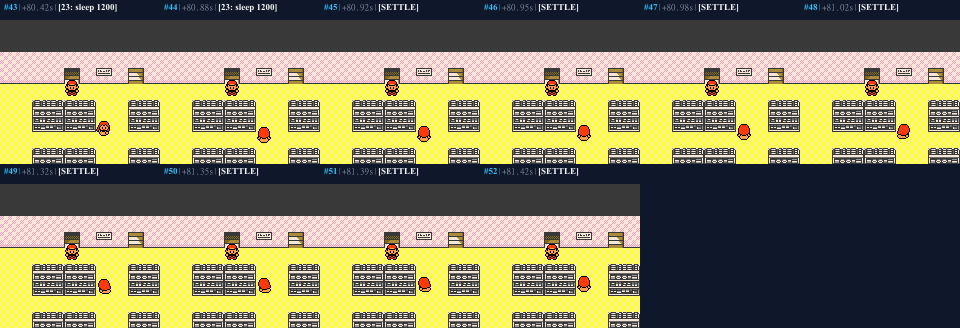 #43|+80.42s|[23: sleep 1200]
#44|+80.88s|[23: sleep 1200]
#45|+80.92s|[SETTLE]
#46|+80.95s|[SETTLE]
#47|+80.98s|[SETTLE]
#48|+81.02s|[SETTLE]
#49|+81.32s|[SETTLE]
#50|+81.35s|[SETTLE]
#51|+81.39s|[SETTLE]
#52|+81.42s|[SETTLE]